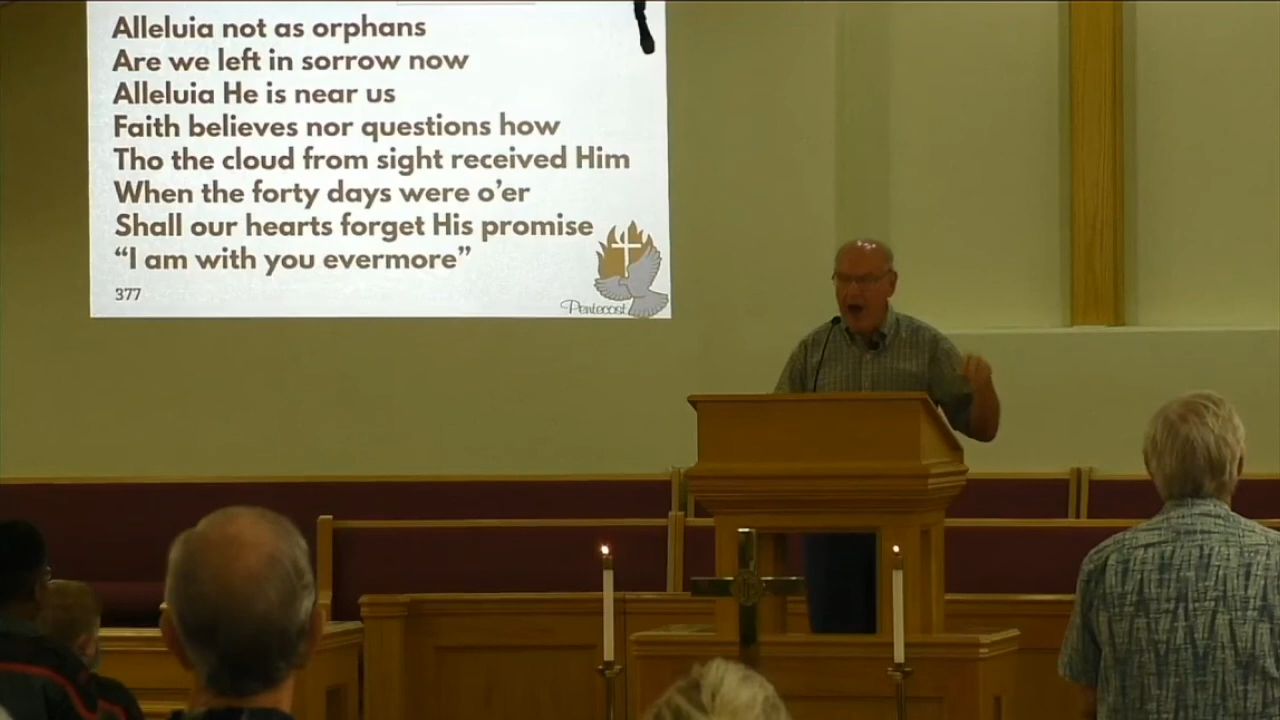 Alleluia not as orphans
Are we left in sorrow now
Alleluia He is near us
Faith believes nor questions how
Tho the cloud from sight received Him
When the forty days were o’er
Shall our hearts forget His promise
“I am with you evermore”
377
Pentecost